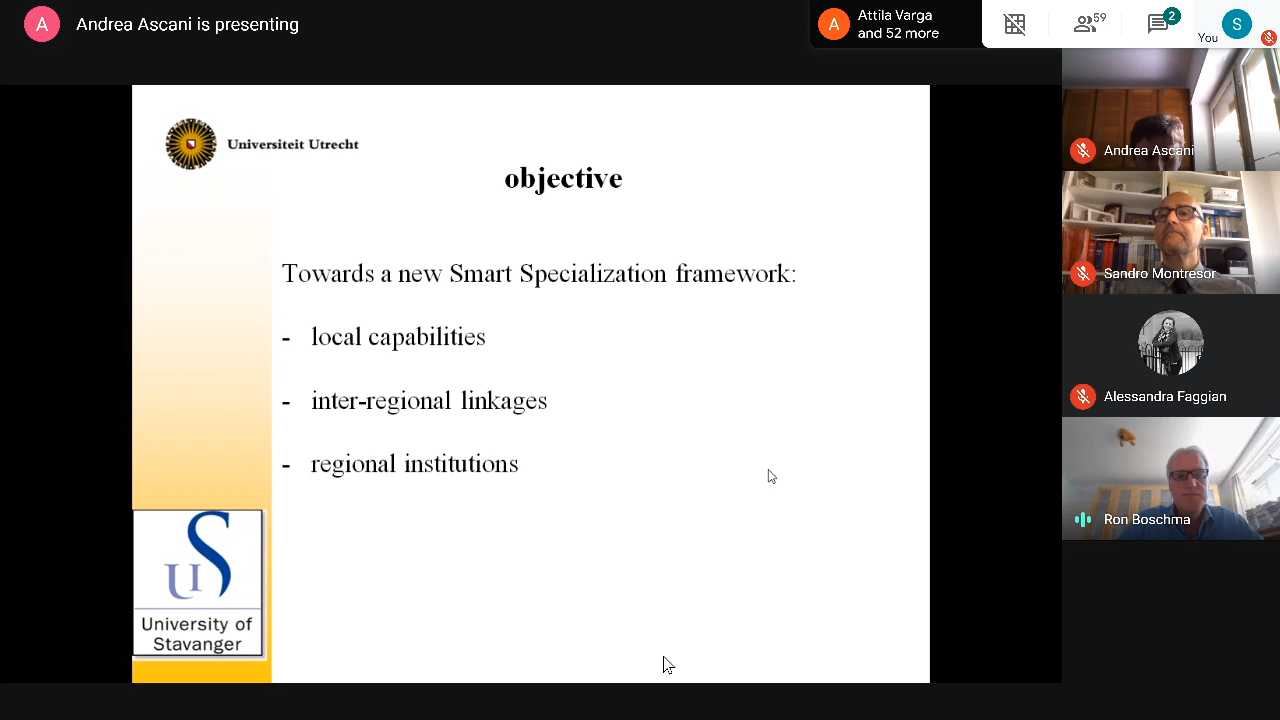 A
Andrea Ascani is presenting
A
Attila Varga
and 52 more
59
2
You
S
Universiteit Utrecht
objective
Towards a new Smart Specialization framework:
- local capabilities
- inter-regional linkages
- regional institutions
US
University of
Stavanger
Andrea Ascani
Sandro Montresor
Alessandra Faggian
Ron Boschma